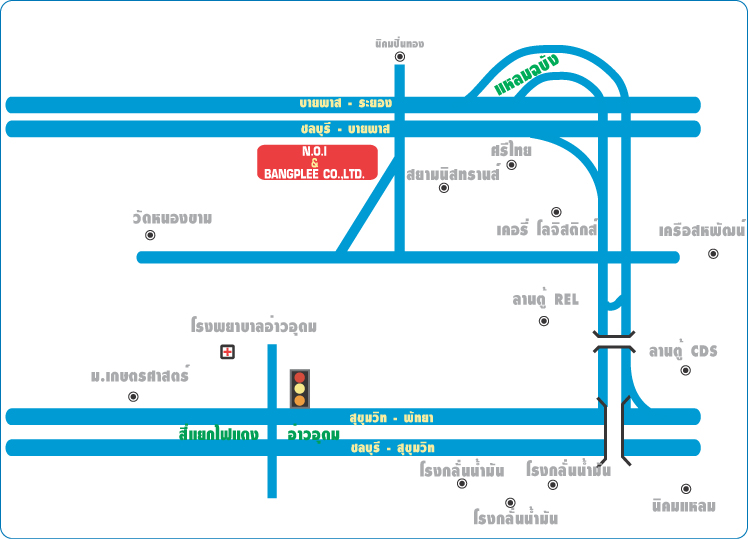 นิคมปิ่นทอง
แหลมฉบัง
บายพาส - ระยอง
ชลบุรี - บายพาส
N.O.I
&
BANGPLEE CO.,LTD.
ศรีไทย
สยามนิสทรานส์
วัดหนองขาม
เคอรี่ โลจิสติกส์
เครือสหพัฒน์
ลานตู้ REL
โรงพยาบาลอ่าวอุดม
ลานตู้ CDS
ม.เกษตรศาสตร์
สุขุมวิท - พัทยา
สี่แยกไฟแดง อ่าวอุดม
ชลบุรี - สุขุมวิท
โรงกลั่นน้ำมัน โรงกลั่นน้ำมัน
โรงกลั่นน้ำมัน
นิคมแหลม